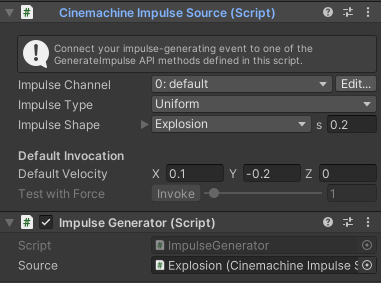 Cinemachine Impulse Source (Script)
Connect your impulse-generating event to one of the
GenerateImpulse API methods defined in this script.
Impulse Channel 0: default Edit...
Impulse Type Uniform
Impulse Shape Explosion s 0.2
Default Invocation
Default Velocity X 0.1 Y -0.2 Z 0
Test with Force Invoke 1
Impulse Generator (Script)
Script ImpulseGenerator
Source Explosion (Cinemachine Impulse S